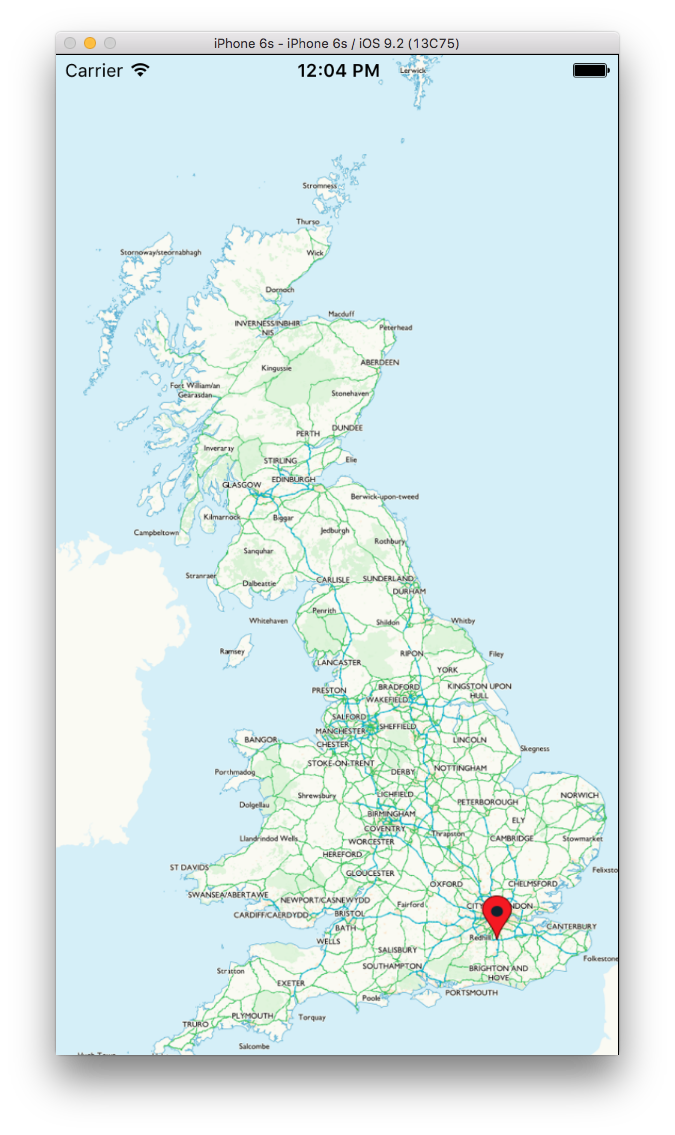 iPhone 6s - iPhone 6s / iOS 9.2 (13C75)
Carrier 12:04 PM
Lerwick
Stromness
Thurso
Stornoway/steornabhagh
Wick
Dornoch
Macduff
INVERNESS/INBHIR
NIS
Peterhead
ABERDEEN
Kingussie
Fort William/an
Gearasdan
Stonehaven
DUNDEE
PERTH
Inveraray
STIRLING
Elie
EDINBURGH
GLASGOW
Berwick-upon-tweed
Kilmarnock
Biggar
Campbeltown
Jedburgh
Rothbury
Sanquhar
Stranraer
Dalbeattie
CARLISLE
SUNDERLAND
DURHAM
Penrith
Whitehaven
Shildon
Whitby
Ramsey
RIPON
Filey
LANCASTER
YORK
PRESTON
BRADFORD
KINGSTON UPON
HULL
WAKEFIELD
SALFORD
MANCHESTER
SHEFFIELD
BANGOR
CHESTER
LINCOLN
Skegness
STOKE-ON-TRENT
Porthmadog
DERBY
NOTTINGHAM
Dolgellau
Shrewsbury
LICHFIELD
NORWICH
PETERBOROUGH
BIRMINGHAM
ELY
COVENTRY
Thrapston
Llandrindod Wells
WORCESTER
CAMBRIDGE
Stowmarket
HEREFORD
ST DAVIDS
GLOUCESTER
Felixsto
OXFORD
CHELMSFORD
SWANSEA/ABERTAWE
NEWPORT/CASNEWYDD
Fairford
CARDIFF/CAERDYDD
BRISTOL
BATH
CANTERBURY
WELLS
Redhill
SALISBURY
Folkestone
SOUTHAMPTON
BRIGHTON AND
HOVE
Stratton
EXETER
PORTSMOUTH
Poole
PLYMOUTH
Torquay
TRURO
Salcombe